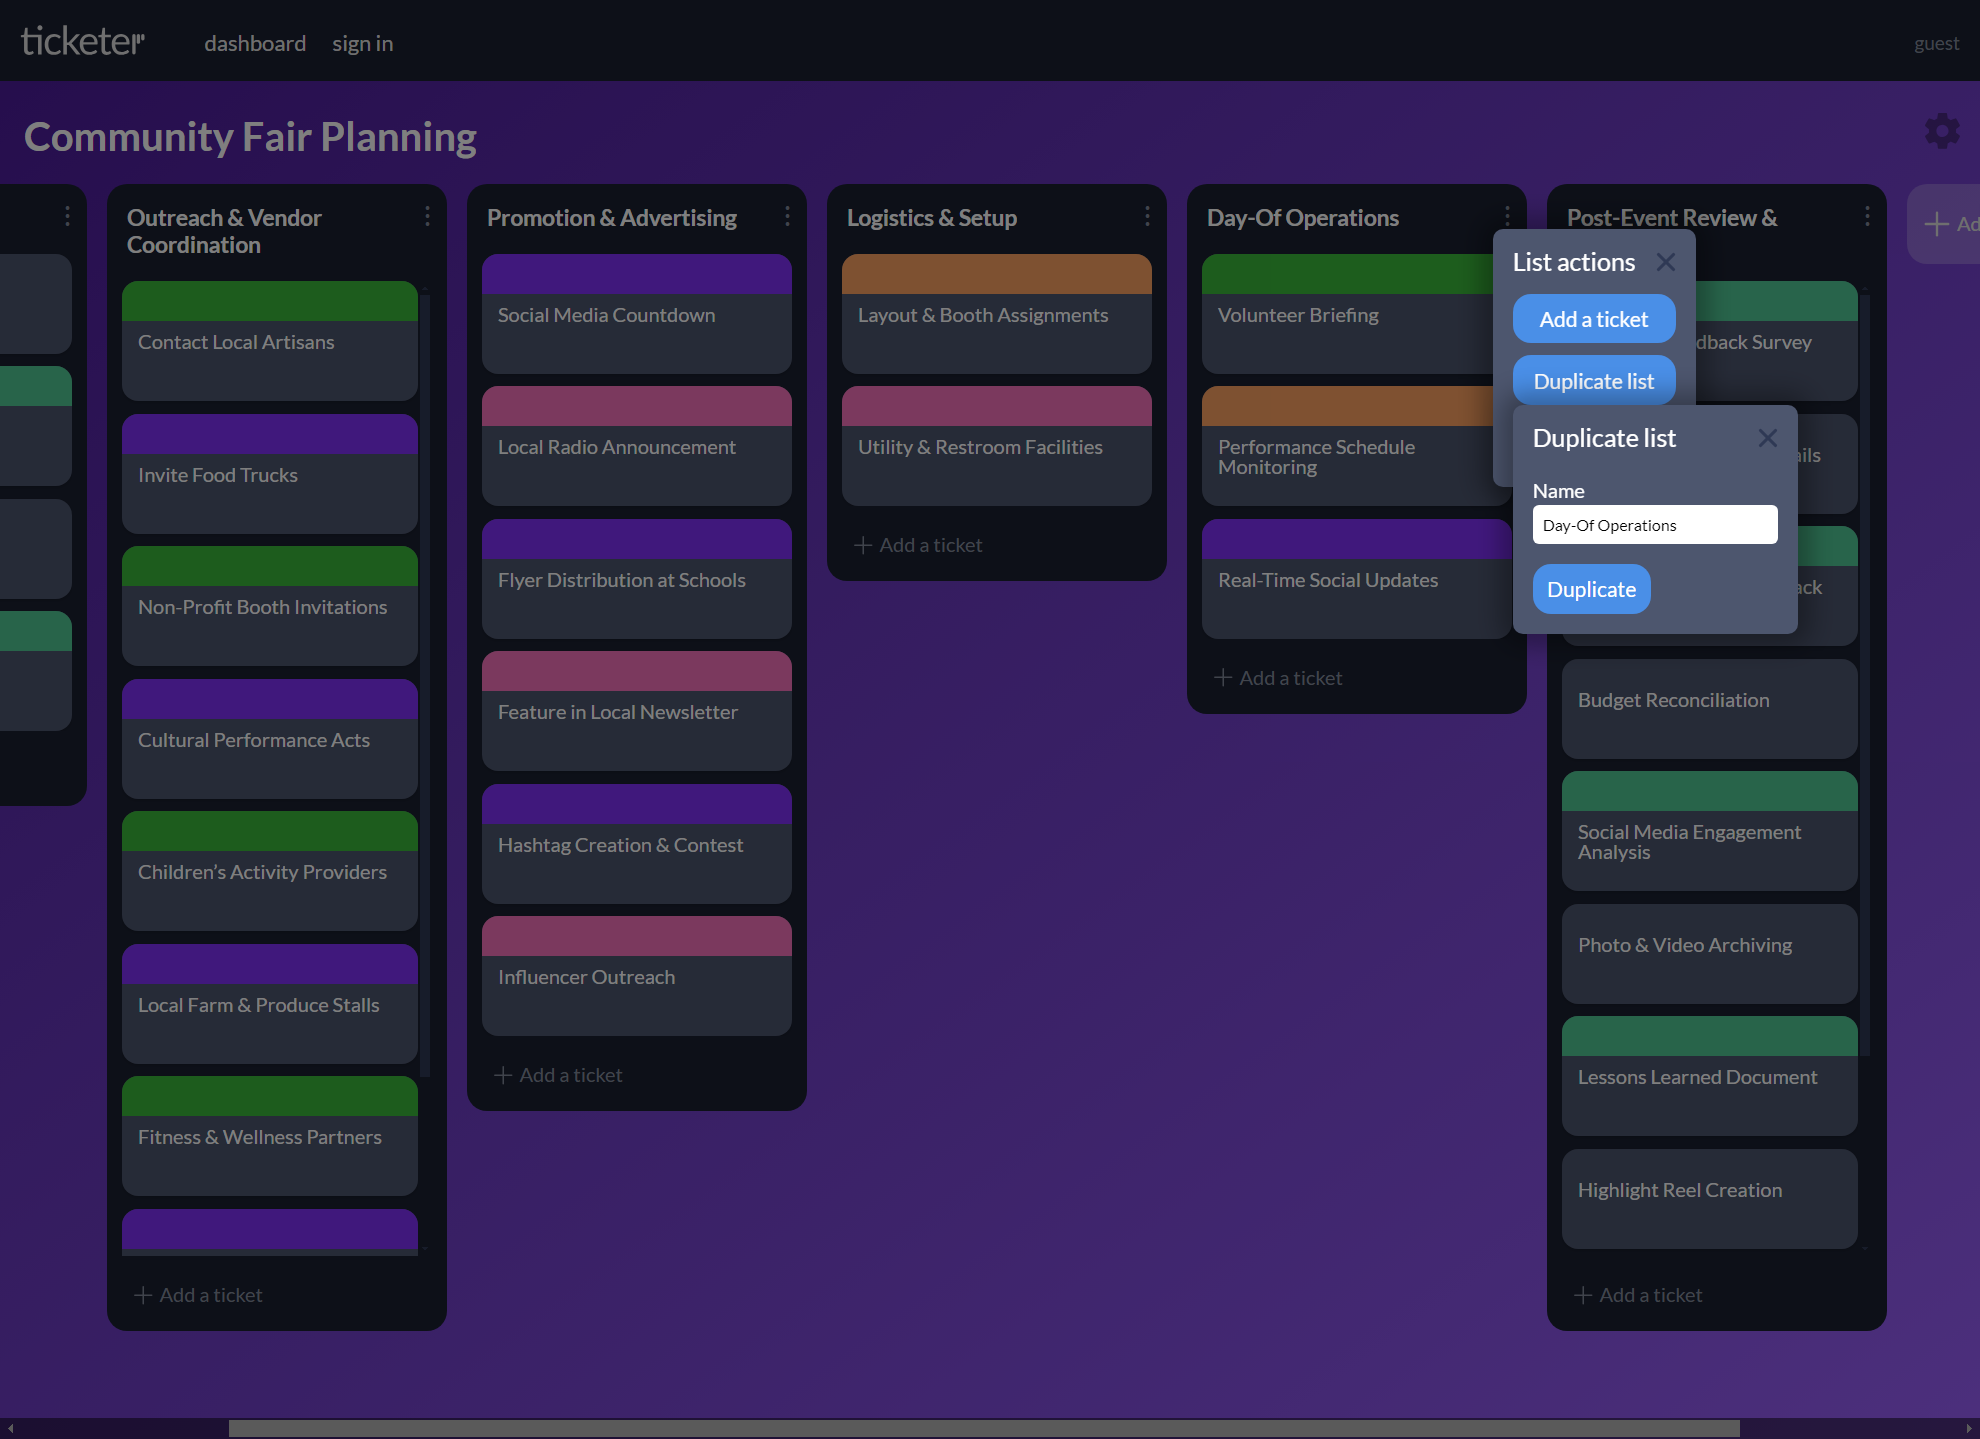 ticketer
dashboard
sign in
guest
Community Fair Planning
Outreach & Vendor
Coordination
Contact Local Artisans
Invite Food Trucks
Non-Profit Booth Invitations
Cultural Performance Acts
Children's Activity Providers
Local Farm & Produce Stalls
Fitness & Wellness Partners
Add a ticket
Promotion & Advertising
Social Media Countdown
Local Radio Announcement
Flyer Distribution at Schools
Feature in Local Newsletter
Hashtag Creation & Contest
Influencer Outreach
Add a ticket
Logistics & Setup
Layout & Booth Assignments
Utility & Restroom Facilities
Add a ticket
Day-Of Operations
Volunteer Briefing
Performance Schedule
Monitoring
Real-Time Social Updates
Add a ticket
List actions
Add a ticket
Duplicate list
Duplicate list
Name
Day-Of Operations
Duplicate
Post-Event Review &
dback Survey
ails
ack
Budget Reconciliation
Social Media Engagement
Analysis
Photo & Video Archiving
Lessons Learned Document
Highlight Reel Creation
Add a ticket
Ad